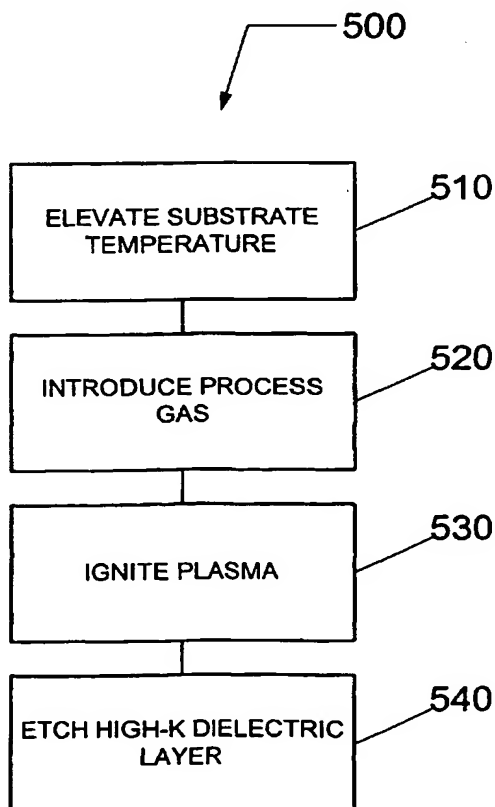 500
ELEVATE SUBSTRATE
TEMPERATURE
510
INTRODUCE PROCESS
GAS
520
IGNITE PLASMA
530
ETCH HIGH-K DIELECTRIC
LAYER
540